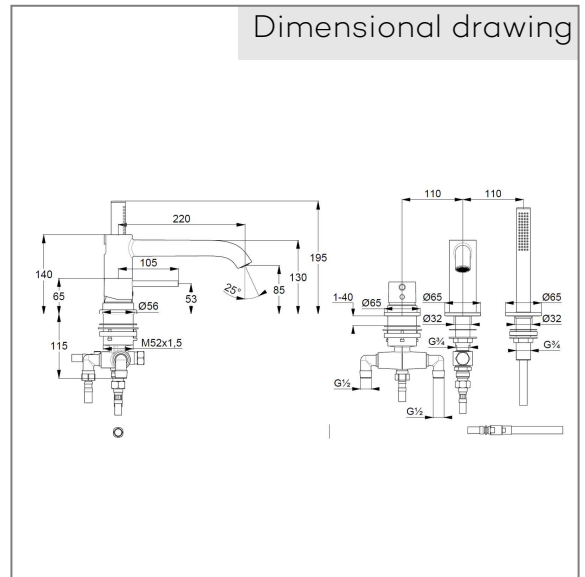 Dimensional drawing
110
110
220
195
140
105
130
65
53
85
25°
1-40
Ø65
Ø65
Ø65
Ø56
Ø32
Ø32
115
M52x1,5
G¾
G¾
G½
G½